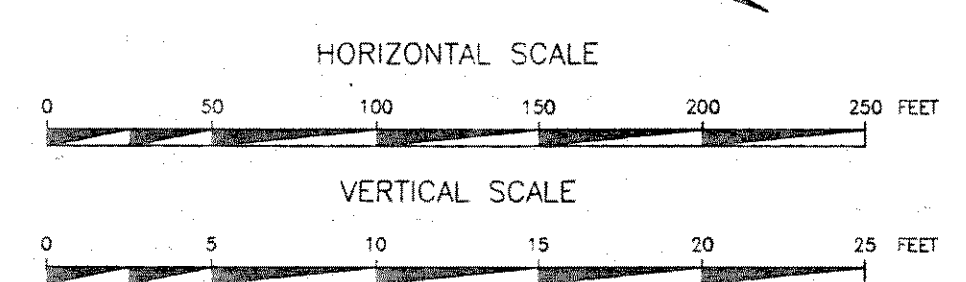 HORIZONTAL SCALE
0 50 100 150 200 250 FEET
VERTICAL SCALE
0 5 10 15 20 25 FEET